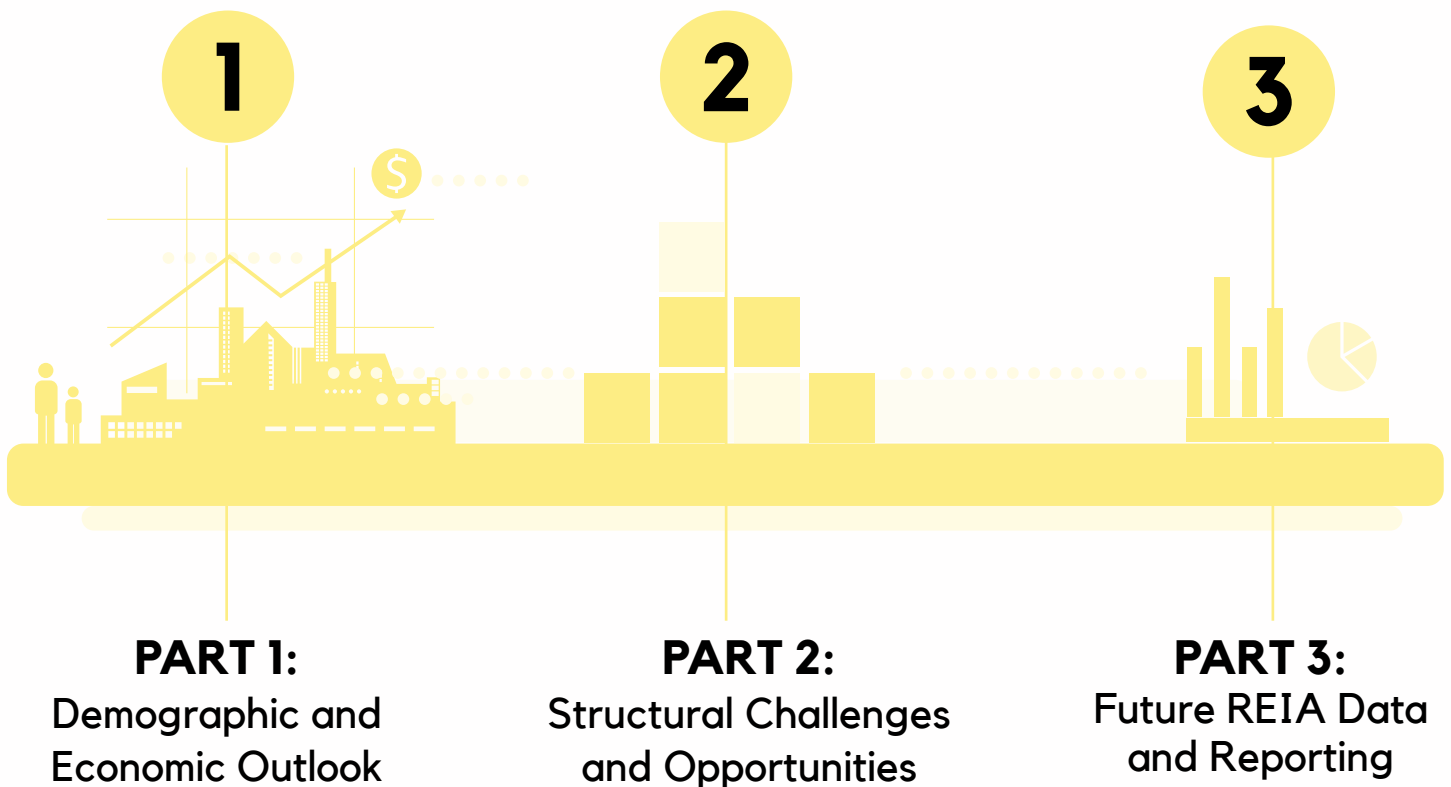 1
2
3
$
PART 1:
Demographic and
Economic Outlook
PART 2:
Structural Challenges
and Opportunities
PART 3:
Future REIA Data
and Reporting